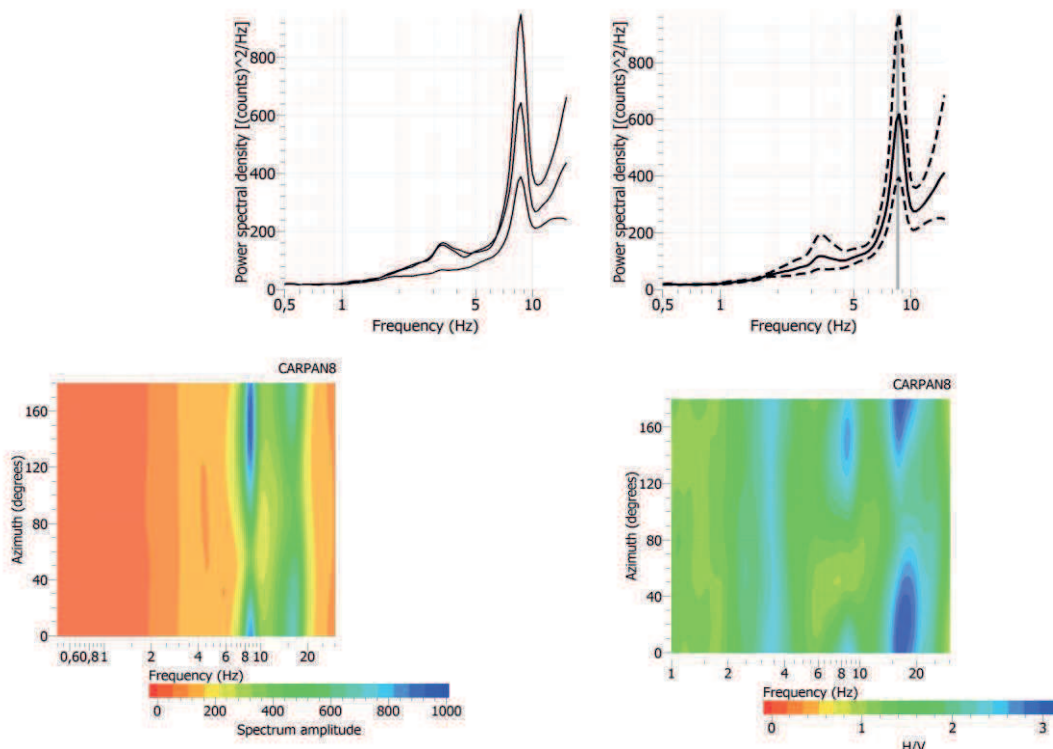 Power spectral density [(counts)^2/Hz]
800
600
400
200
0
0,5 1 5 10
Frequency (Hz)
Power spectral density [(counts)^2/Hz]
800
600
400
200
0
0,5 1 5 10
Frequency (Hz)
CARPAN8
Azimuth (degrees)
160
120
80
40
0
0,60,81 2 4 6 8 10 20
Frequency (Hz)
0 200 400 600 800 1000
Spectrum amplitude
CARPAN8
Azimuth (degrees)
160
120
80
40
0
1 2 4 6 8 10 20
Frequency (Hz)
0 1 2 3
H/V